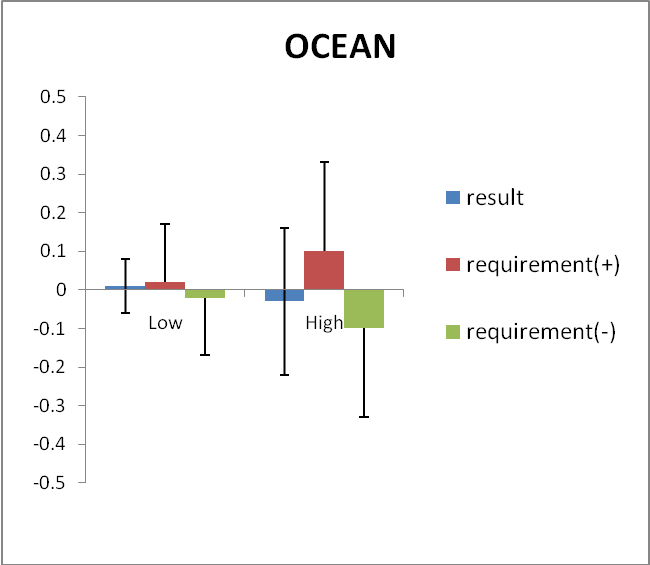 OCEAN
0.5
0.4
0.3
0.2
0.1
0
-0.1
-0.2
-0.3
-0.4
-0.5
Low
High
result
requirement(+)
requirement(-)